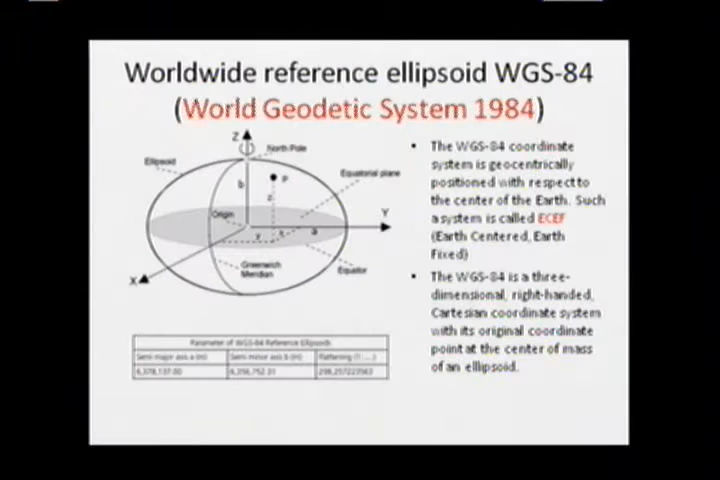 Worldwide reference ellipsoid WGS-84
(World Geodetic System 1984)
Z
North Pole
Ellipsoid
P
Equatorial plane
b
z
Origin
Y
y
x
a
X
Greenwich
Meridian
Equator
Parameter of WGS-84 Reference Ellipsoids
Semi major axis a (m) Semi minor axis b (m) Flattening (1: ....)
6,378,137.00 6,356,752.31 298,257223563
• The WGS-84 coordinate
system is geocentrically
positioned with respect to
the center of the Earth. Such
a system is called ECEF
(Earth Centered, Earth
Fixed)
• The WGS-84 is a three-
dimensional, right-handed,
Cartesian coordinate system
with its original coordinate
point at the center of mass
of an ellipsoid.